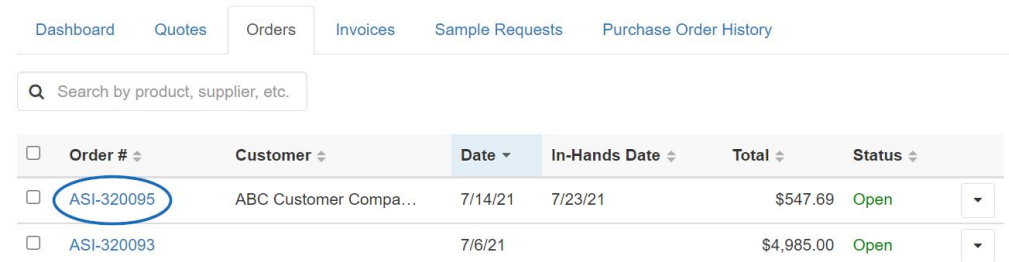 Dashboard Quotes Orders Invoices Sample Requests Purchase Order History
Search by product, supplier, etc.
Order # Customer Date In-Hands Date Total Status
ASI-320095 ABC Customer Compa... 7/14/21 7/23/21 $547.69 Open
ASI-320093 7/6/21 $4,985.00 Open